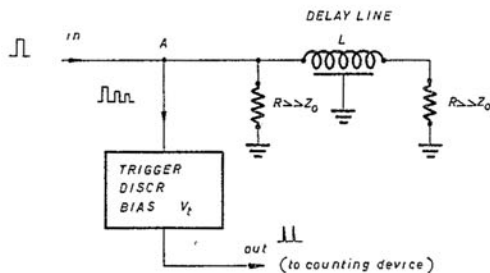 DELAY LINE
in
A
L
R>>Z₀
R>>Z₀
TRIGGER
DISCR
BIAS Vt
out
(to counting device)